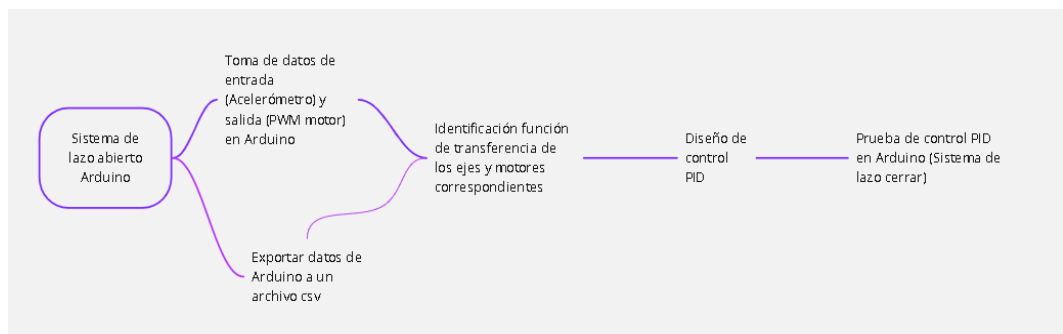 Sistema de
lazo abierto
Arduino
Toma de datos de
entrada
(Acelerómetro) y
salida (PWM motor)
en Arduino
Exportar datos de
Arduino a un
archivo csv
Identificación función
de transferencia de
los ejes y motores
correspondientes
Diseño de
control
PID
Prueba de control PID
en Arduino (Sistema de
lazo cerrar)